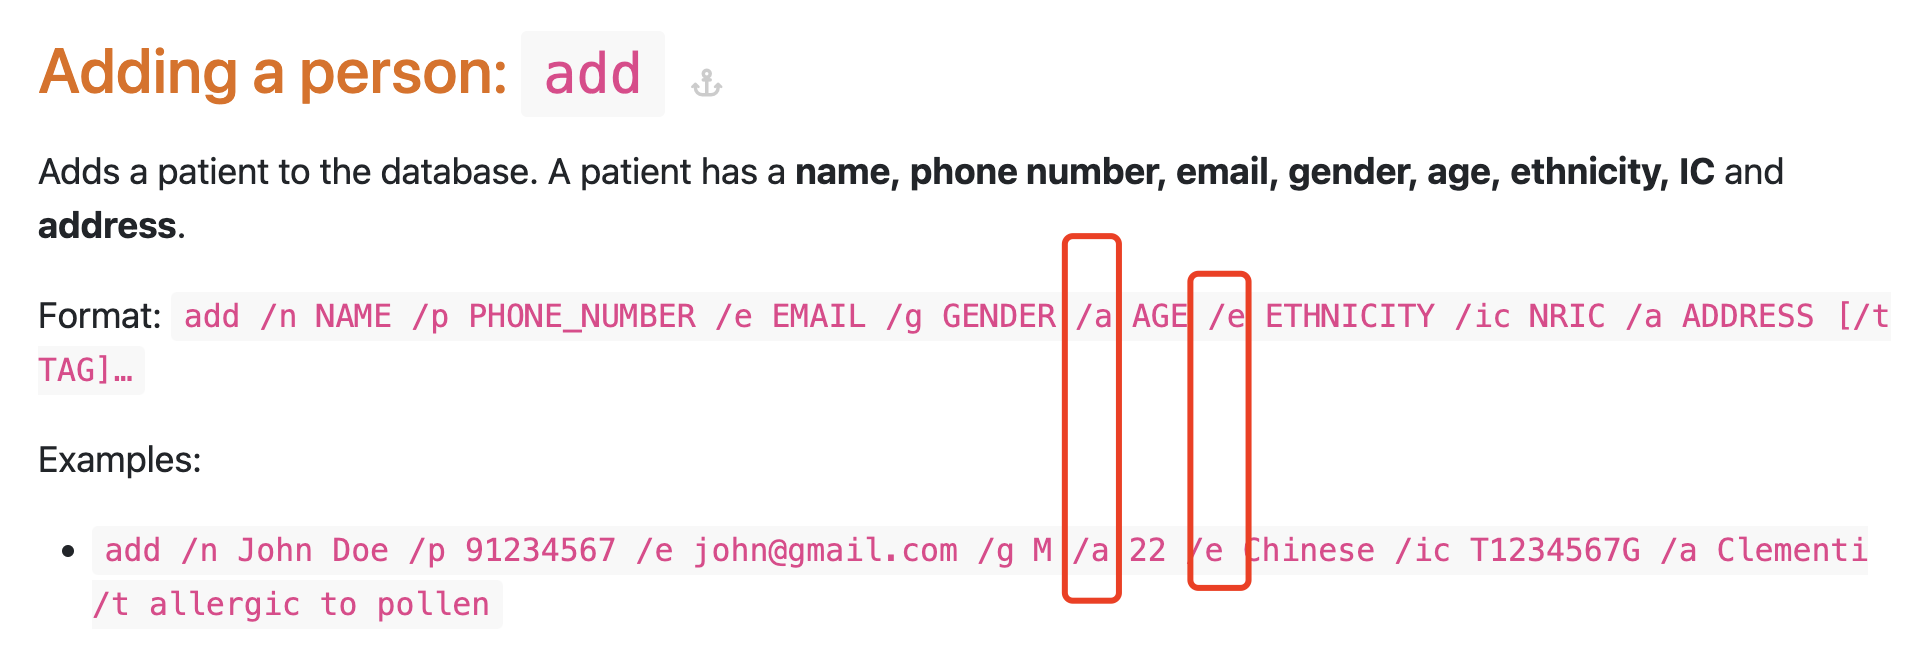 Adding a person: add
Adds a patient to the database. A patient has a name, phone number, email, gender, age, ethnicity, IC and
address.
Format: add /n NAME /p PHONE_NUMBER /e EMAIL /g GENDER /a AGE /e ETHNICITY /ic NRIC /a ADDRESS [/t
TAG]…
Examples:
• add /n John Doe /p 91234567 /e john@gmail.com /g M /a 22 /e Chinese /ic T1234567G /a Clementi
/t allergic to pollen